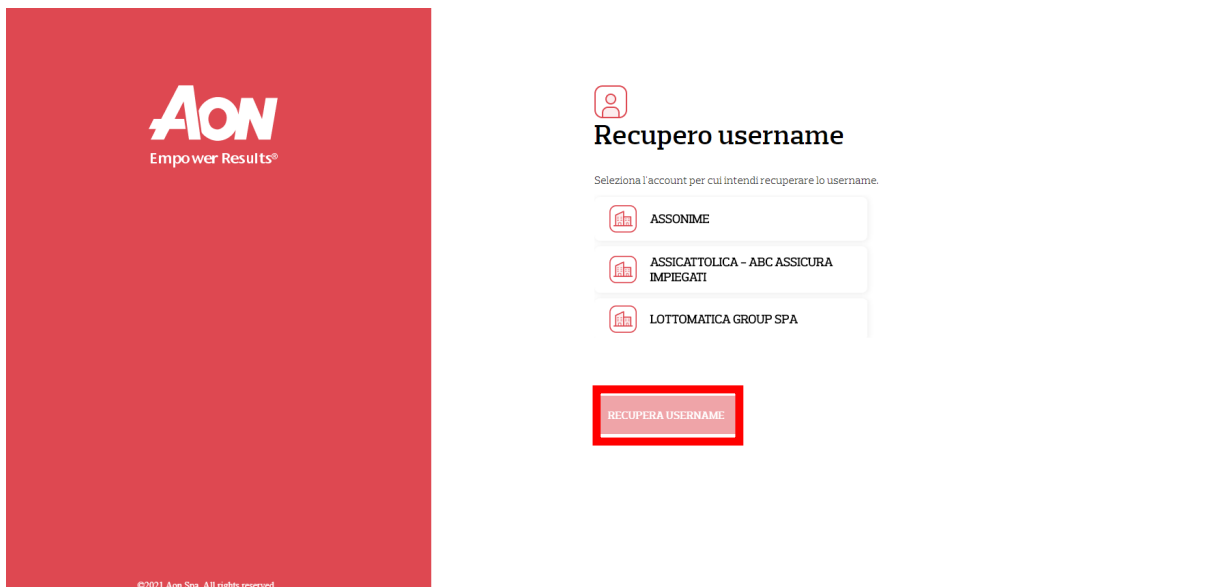 AON
Empower Results®
Recupero username
Seleziona l'account per cui intendi recuperare lo username.
ASSONIME
ASSICATTOLICA – ABC ASSICURA
IMPIEGATI
LOTTOMATICA GROUP SPA
RECUPERA USERNAME
©2021 Aon Spa. All rights reserved.